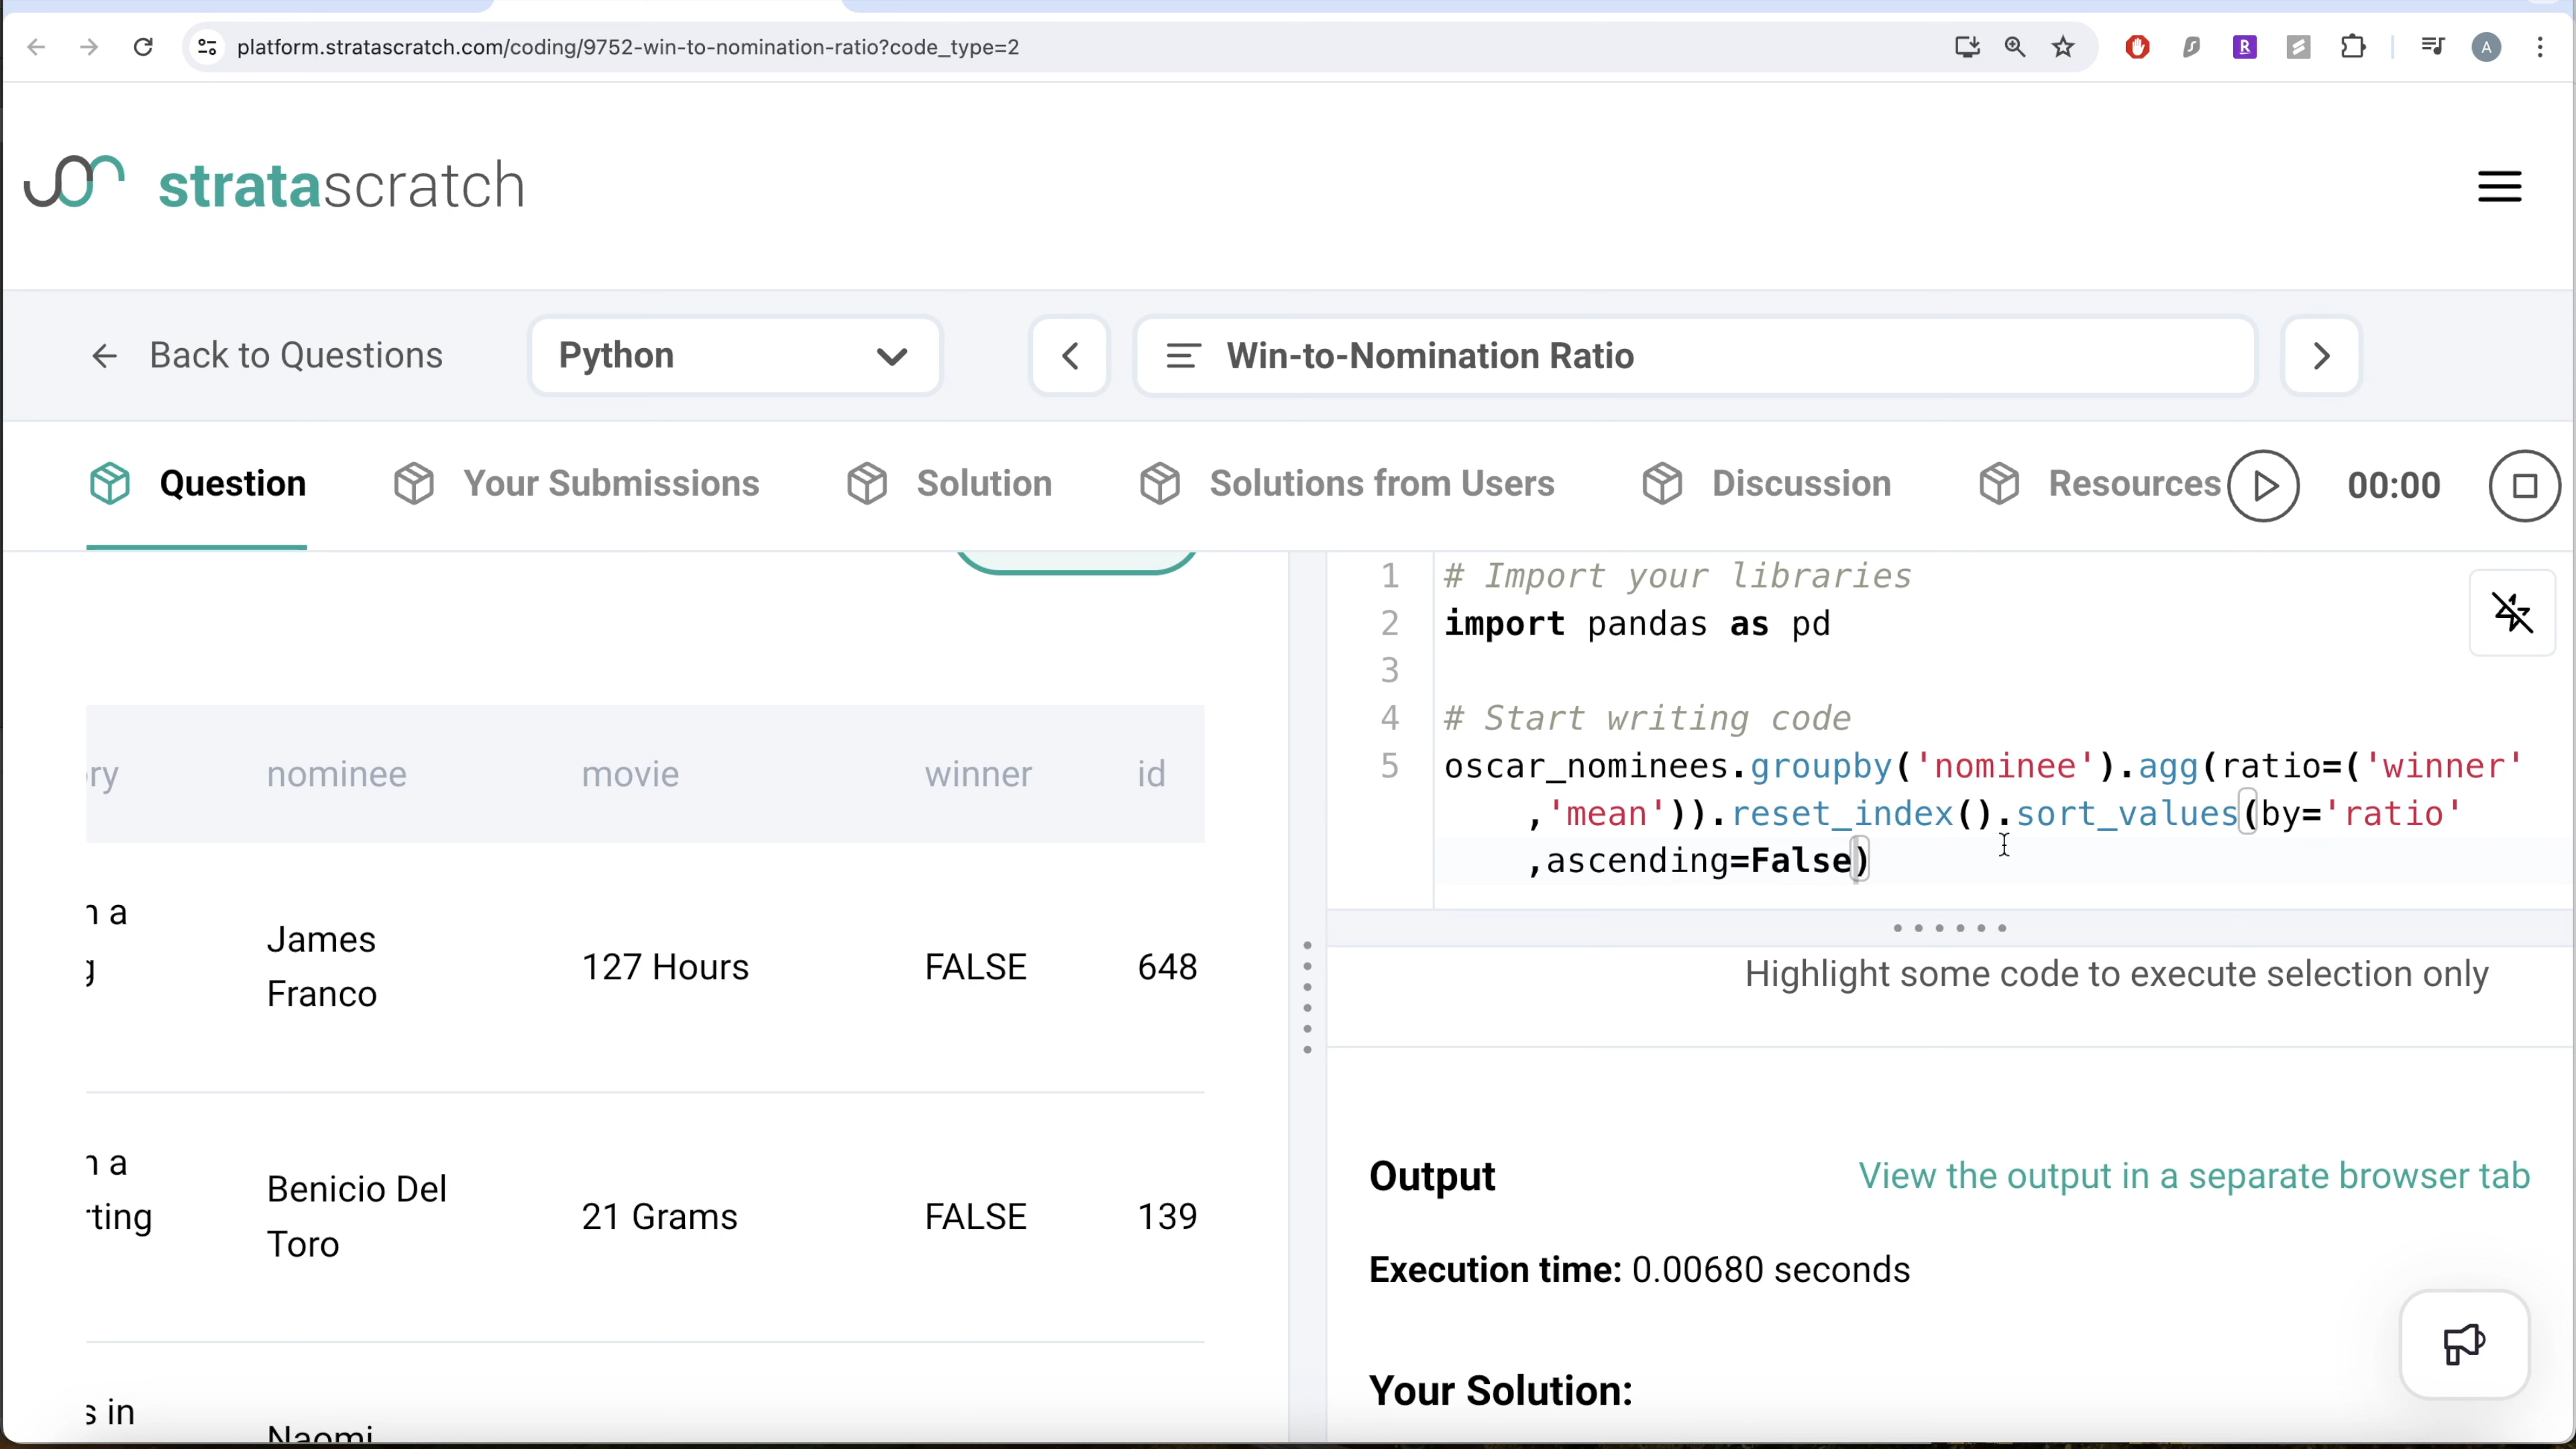 platform.stratascratch.com/coding/9752-win-to-nomination-ratio?code_type=2
R
A
stratascratch
Back to Questions
Python
Win-to-Nomination Ratio
Question
Your Submissions
Solution
Solutions from Users
Discussion
Resources
00:00
ry nominee movie winner id
n a
James
Franco
127 Hours
FALSE
648
n a
rting
Benicio Del
Toro
21 Grams
FALSE
139
s in
Naomi
1 # Import your libraries
2 import pandas as pd
3
4 # Start writing code
5 oscar_nominees.groupby('nominee').agg(ratio=('winner'
,'mean')).reset_index().sort_values(by='ratio'
,ascending=False)
Highlight some code to execute selection only
Output
View the output in a separate browser tab
Execution time: 0.00680 seconds
Your Solution: